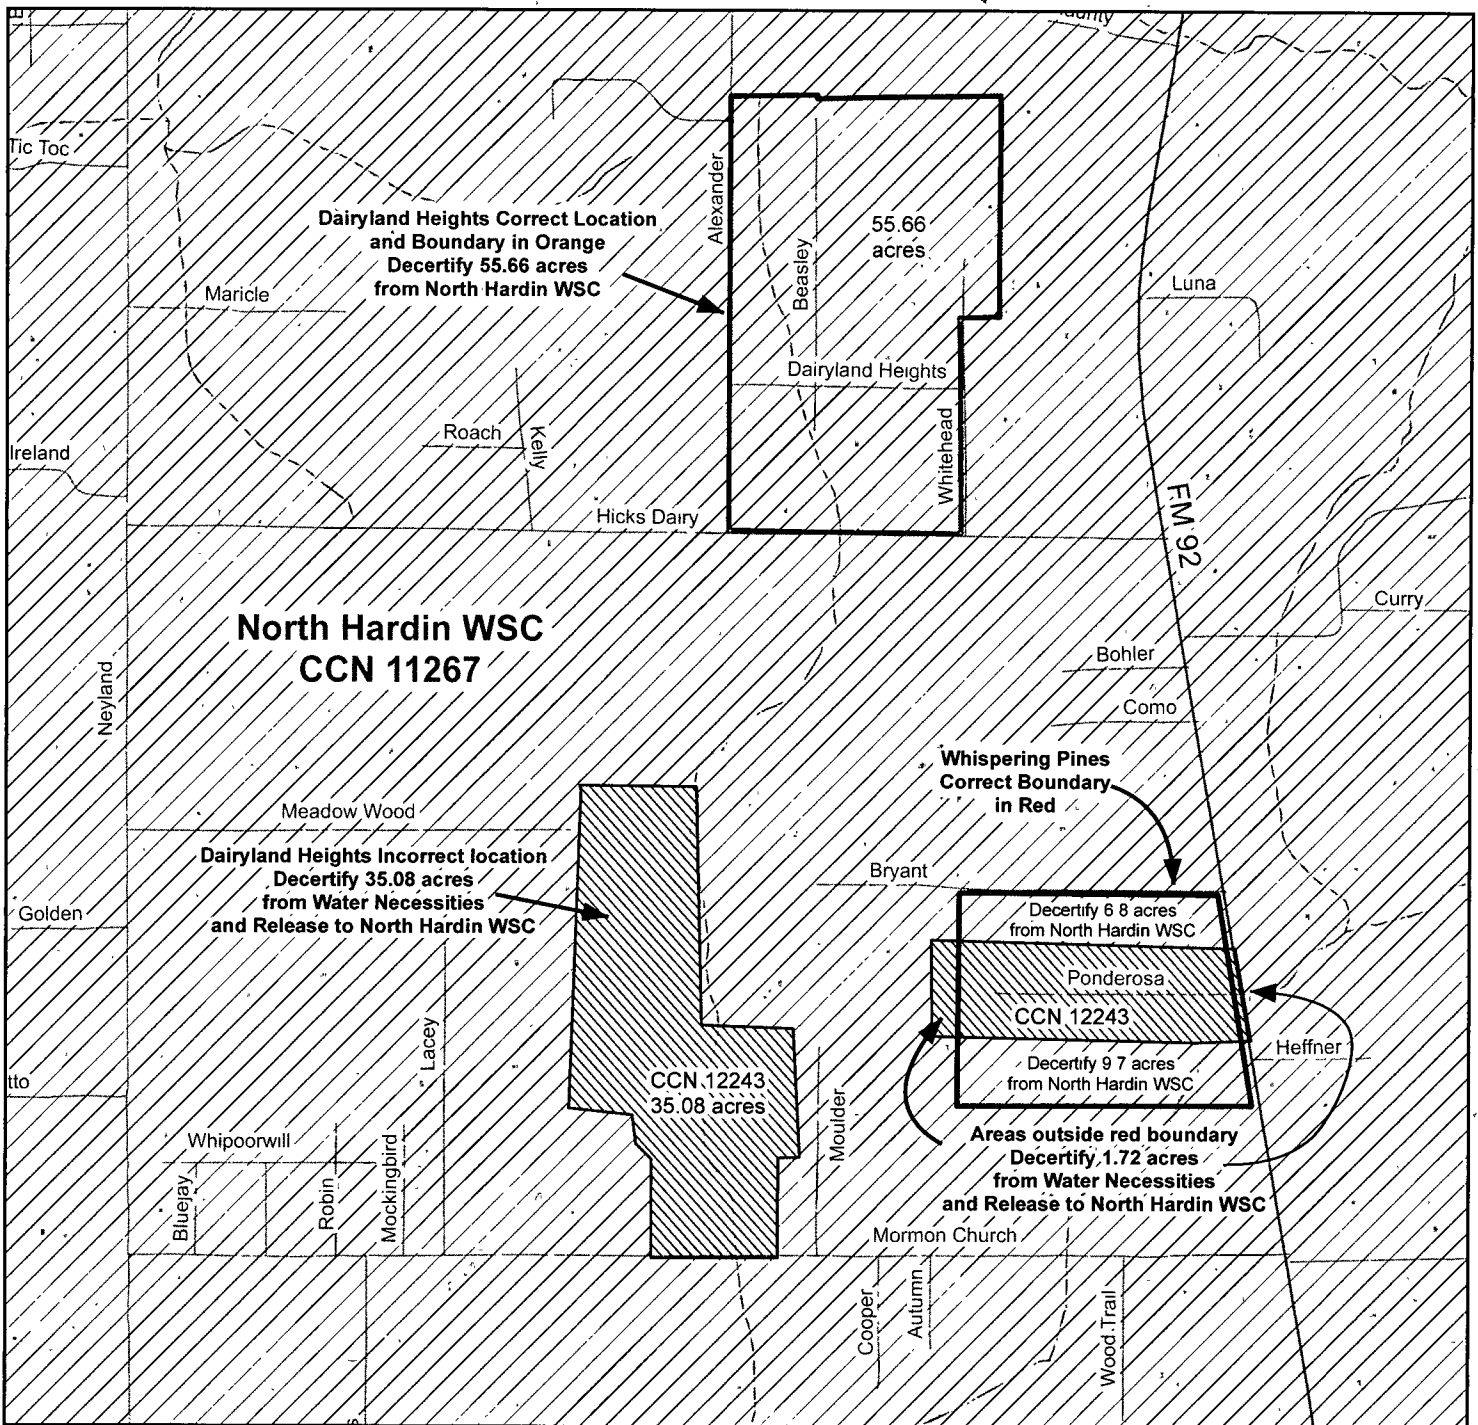 Tic Toc
Alexander
Dairyland Heights Correct Location
and Boundary in Orange
Decertify 55.66 acres
from North Hardin WSC
55.66
acres
Beasley
Maricle
Luna
Dairyland Heights
Roach
Kelly
Ireland
Whitehead
Hicks Dairy
FM 92
North Hardin WSC
CCN 11267
Curry
Bohler
Neyland
Como
Whispering Pines
Correct Boundary
in Red
Meadow Wood
Dairyland Heights Incorrect location
Decertify 35.08 acres
from Water Necessities
and Release to North Hardin WSC
Bryant
Golden
Decertify 6 8 acres
from North Hardin WSC
Ponderosa
CCN 12243
Lacey
Heffner
Decertify 9 7 acres
from North Hardin WSC
tto
CCN 12243
35.08 acres
Moulder
Areas outside red boundary
Decertify 1.72 acres
from Water Necessities
and Release to North Hardin WSC
Whipoorwill
Bluejay
Robin
Mockingbird
Mormon Church
Cooper
Autumn
Wood Trail